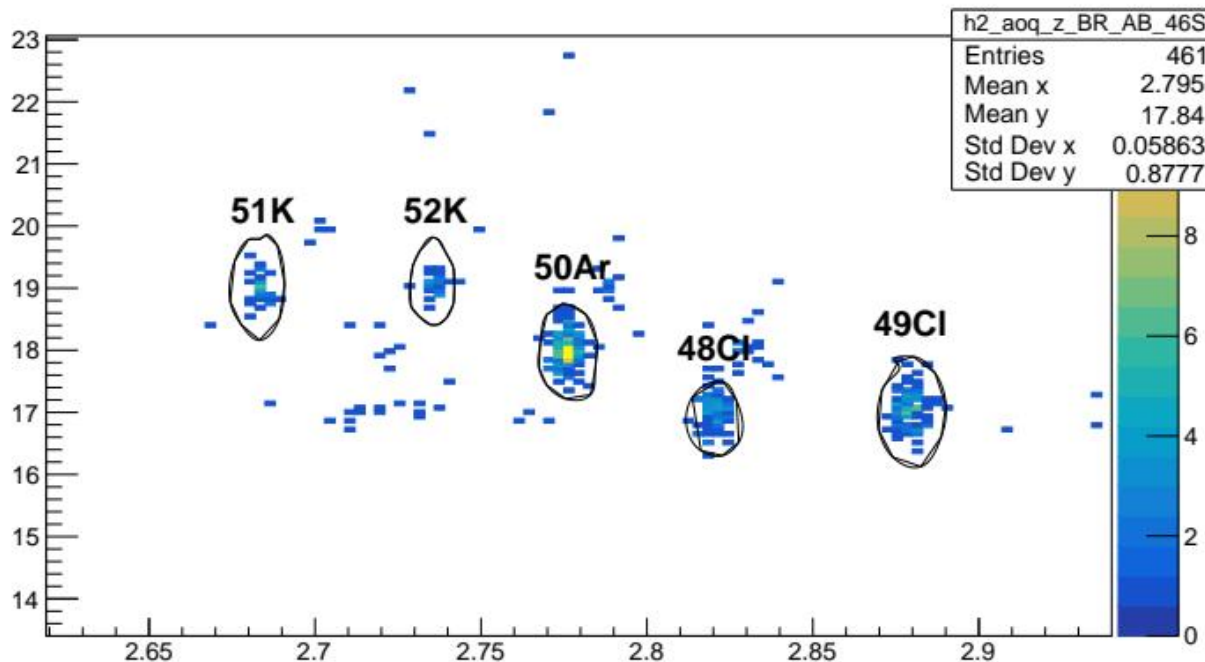 h2_aoq_z_BR_AB_46S
Entries 461
Mean x 2.795
Mean y 17.84
Std Dev x 0.05863
Std Dev y 0.8777
23
22
21
20
19
18
17
16
15
14
51K
52K
50Ar
48Cl
49Cl
8
6
4
2
0
2.65
2.7
2.75
2.8
2.85
2.9